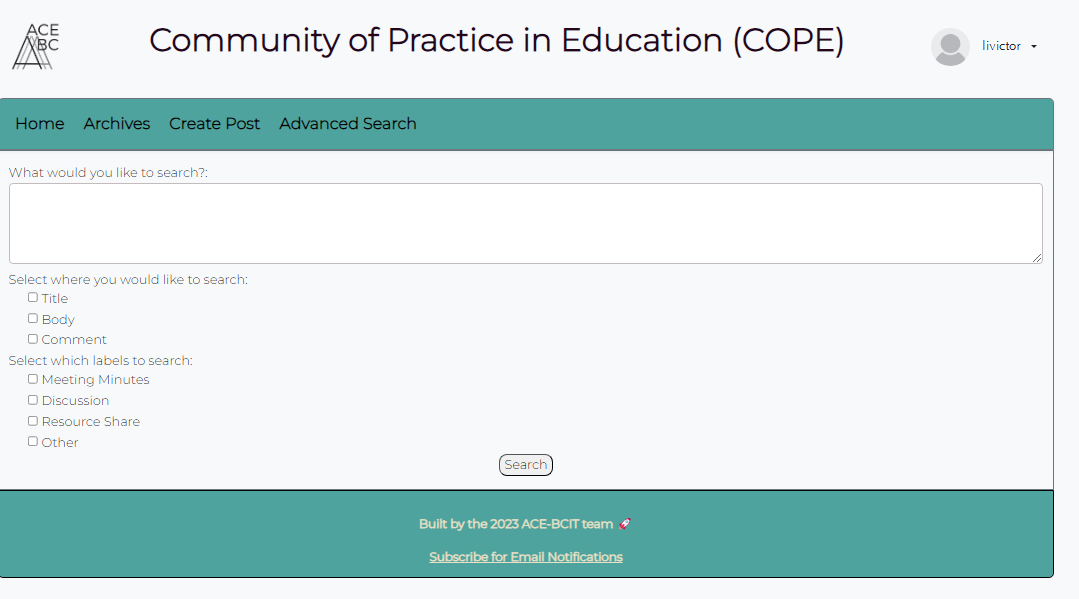 ACE
BC
Community of Practice in Education (COPE)
livictor
Home Archives Create Post Advanced Search
What would you like to search?:
Select where you would like to search:
Title
Body
Comment
Select which labels to search:
Meeting Minutes
Discussion
Resource Share
Other
Search
Built by the 2023 ACE-BCIT team 🚀
Subscribe for Email Notifications